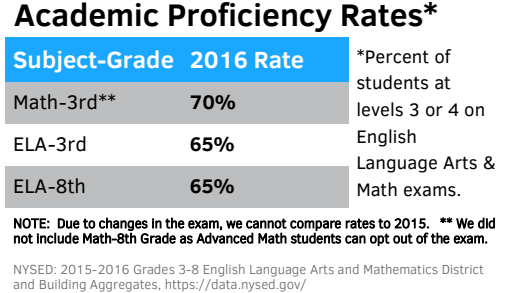 Academic Proficiency Rates*
Subject-Grade 2016 Rate
Math-3rd** 70%
ELA-3rd 65%
ELA-8th 65%
*Percent of
students at
levels 3 or 4 on
English
Language Arts &
Math exams.
NOTE: Due to changes in the exam, we cannot compare rates to 2015. ** We did
not include Math-8th Grade as Advanced Math students can opt out of the exam.
NYSED: 2015-2016 Grades 3-8 English Language Arts and Mathematics District
and Building Aggregates, https://data.nysed.gov/